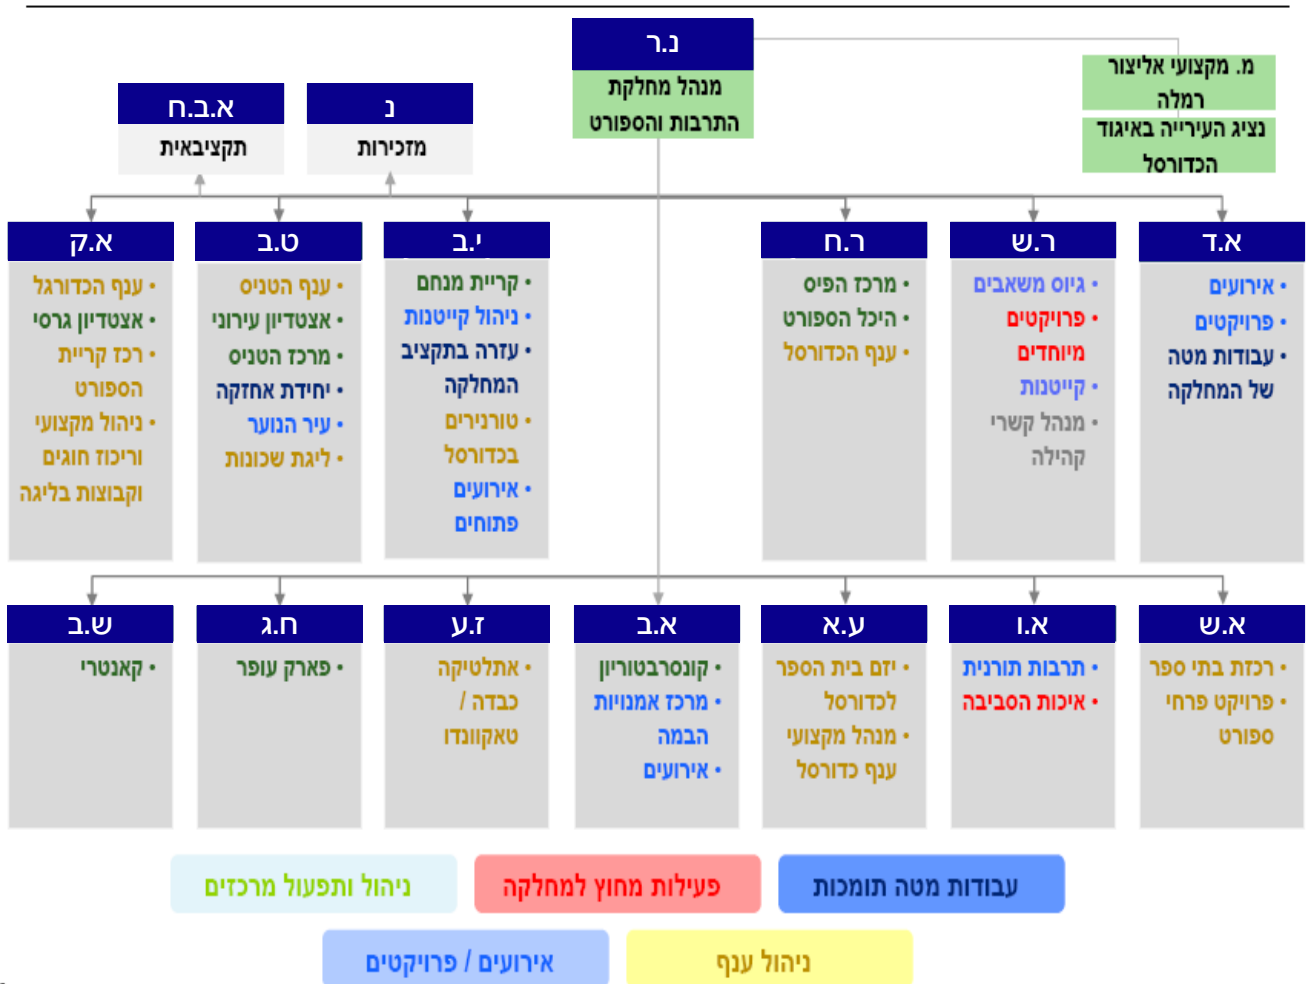 נ.ר
מנהל מחלקת
התרבות והספורט
מ. מקצועי אליצור
רמלה
נציג העירייה באיגוד
הכדורסל
נ
מזכירות
א.ב.ח
תקציבאית
א.ד
• אירועים
• פרויקטים
• עבודות מטה
של המחלקה
ר.ש
• גיוס משאבים
• פרויקטים
מיוחדים
• קייטנות
• מנהל קשרי
קהילה
ר.ח
• מרכז הפיס
• היכל הספורט
• ענף הכדורסל
י.ב
• קריית מנחם
• ניהול קייטנות
• עזרה בתקציב
המחלקה
• טורנירים
בכדורסל
• אירועים
פתוחים
ט.ב
• ענף הטניס
• אצטדיון עירוני
• מרכז הטניס
• יחידת אחזקה
• עיר הנוער
• ליגת שכונות
א.ק
• ענף הכדורגל
• אצטדיון גרסי
• רכז קריית
הספורט
• ניהול מקצועי
וריכוז חוגים
וקבוצות בליגה
א.ש
• רכזת בתי ספר
• פרויקט פרחי
ספורט
א.ו
• תרבות תורנית
• איכות הסביבה
ע.א
• יזם בית הספר
לכדורסל
• מנהל מקצועי
ענף כדורסל
א.ב
• קונסרבטוריון
• מרכז אמנויות
הבמה
• אירועים
ז.ע
• אתלטיקה
כבדה /
טאקוונדו
ח.ג
• פארק עופר
ש.ב
• קאנטרי
עבודות מטה תומכות
פעילות מחוץ למחלקה
ניהול ותפעול מרכזים
ניהול ענף
אירועים / פרויקטים